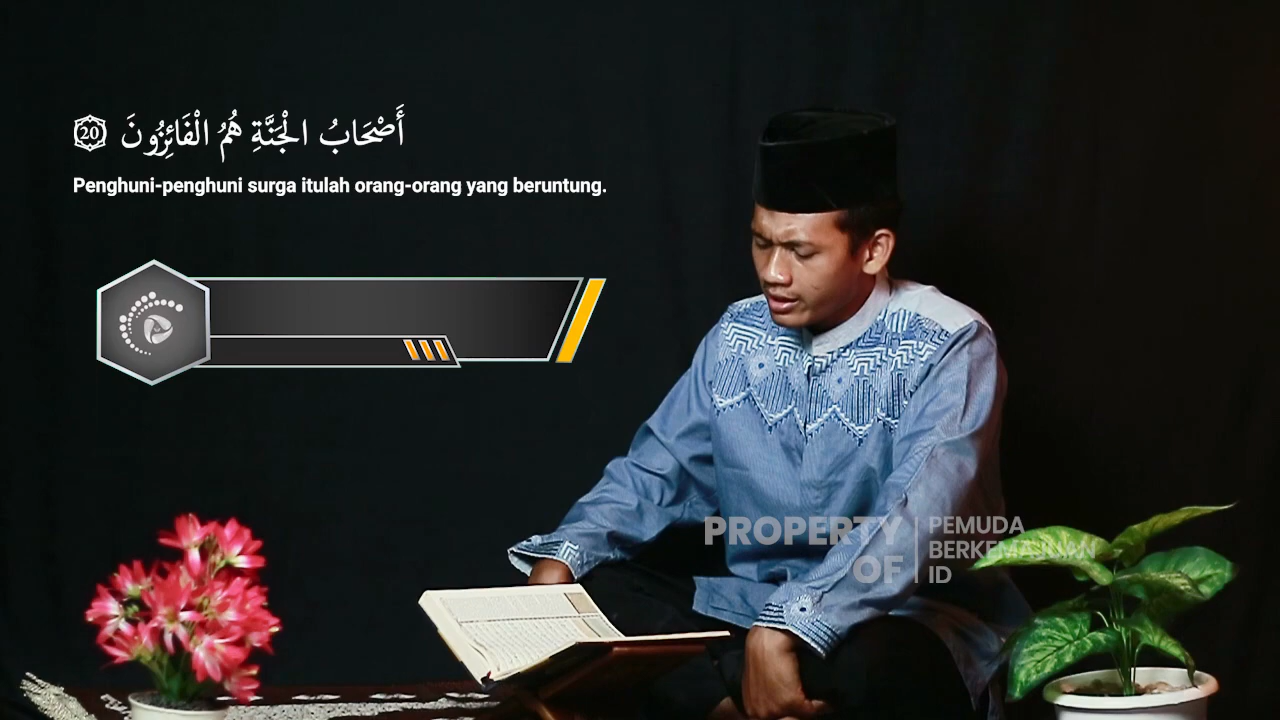 أَصْحَابُ الْجَنَّةِ هُمُ الْفَائِزُونَ 20
Penghuni-penghuni surga itulah orang-orang yang beruntung.
PROPERTY OF
PEMUDA
BERKEMAJUAN
ID